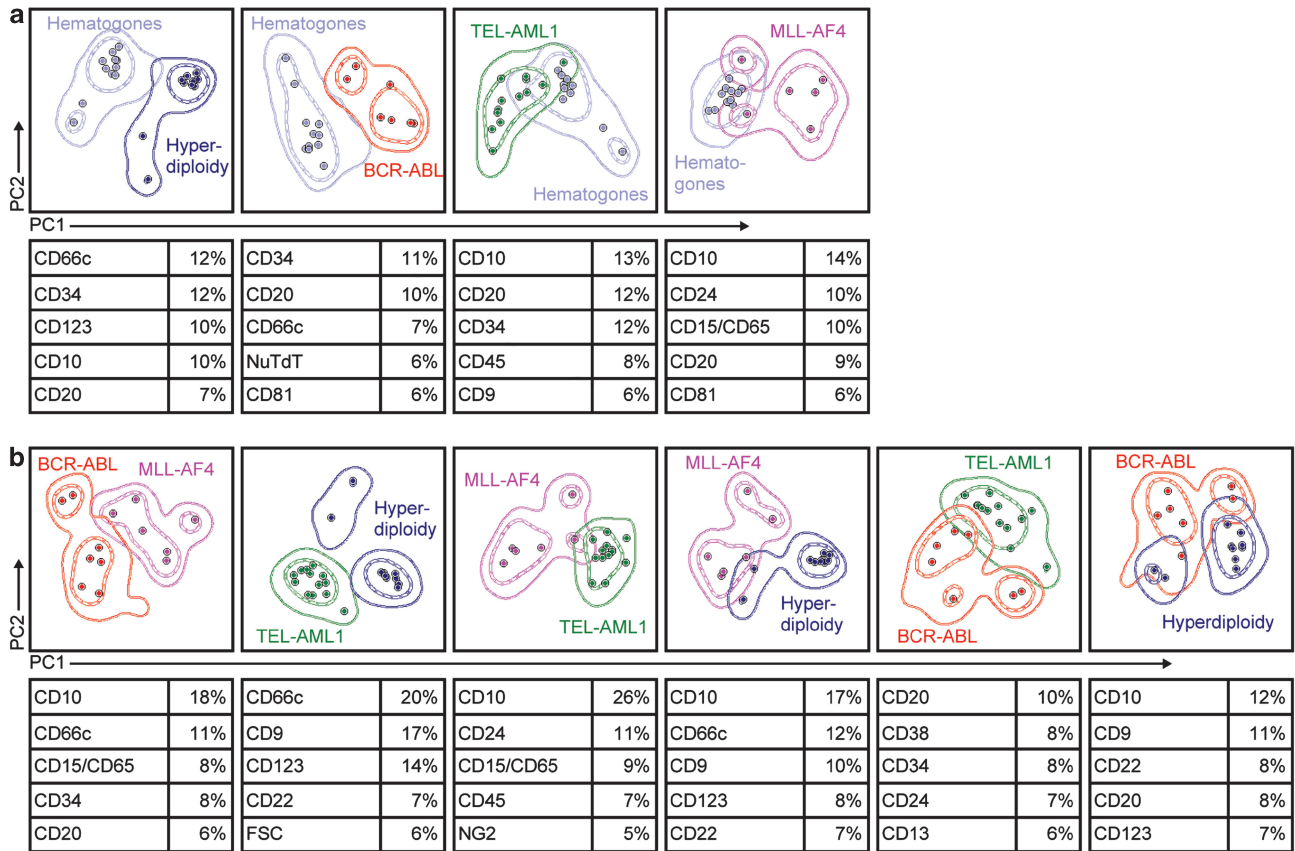 a
Hematogones
Hyper-
diploidy
Hematogones
BCR-ABL
TEL-AML1
Hematogones
MLL-AF4
Hemato-
gones
PC2
PC1
CD66c 12% CD34 11% CD10 13% CD10 14%
CD34 12% CD20 10% CD20 12% CD24 10%
CD123 10% CD66c 7% CD34 12% CD15/CD65 10%
CD10 10% NuTdT 6% CD45 8% CD20 9%
CD20 7% CD81 6% CD9 6% CD81 6%
b
BCR-ABL
MLL-AF4
Hyper-
diploidy
TEL-AML1
MLL-AF4
TEL-AML1
MLL-AF4
Hyper-
diploidy
TEL-AML1
BCR-ABL
BCR-ABL
Hyperdiploidy
PC2
PC1
CD10 18% CD66c 20% CD10 26% CD10 17% CD20 10% CD10 12%
CD66c 11% CD9 17% CD24 11% CD66c 12% CD38 8% CD9 11%
CD15/CD65 8% CD123 14% CD15/CD65 9% CD9 10% CD34 8% CD22 8%
CD34 8% CD22 7% CD45 7% CD123 8% CD24 7% CD20 8%
CD20 6% FSC 6% NG2 5% CD22 7% CD13 6% CD123 7%